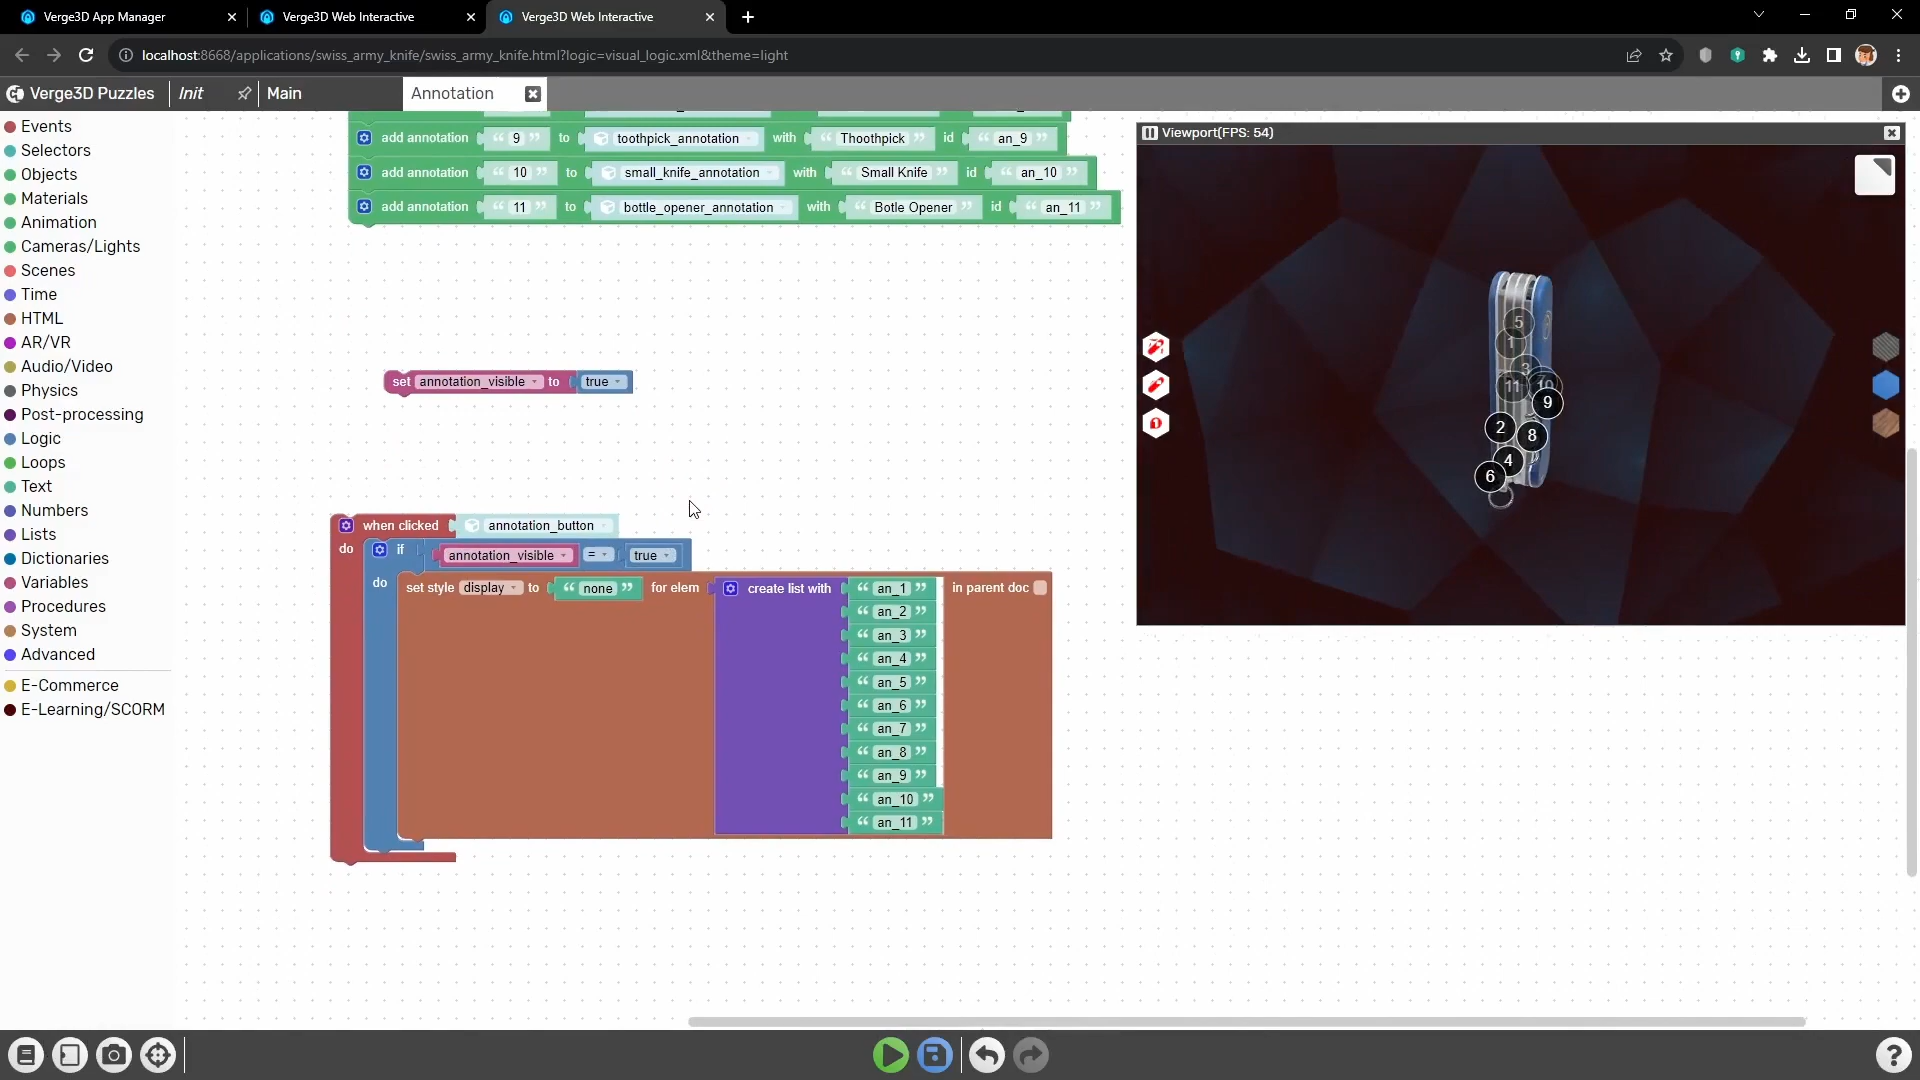 Verge3D App Manager
Verge3D Web Interactive
Verge3D Web Interactive
localhost:8668/applications/swiss_army_knife/swiss_army_knife.html?logic=visual_logic.xml&theme=light
Verge3D Puzzles
Init
Main
Annotation
Events
Selectors
Objects
Materials
Animation
Cameras/Lights
Scenes
Time
HTML
AR/VR
Audio/Video
Physics
Post-processing
Logic
Loops
Text
Numbers
Lists
Dictionaries
Variables
Procedures
System
Advanced
E-Commerce
E-Learning/SCORM
add annotation “ 9 ” to toothpick_annotation with “ Thoothpick ” id “ an_9 ”
add annotation “ 10 ” to small_knife_annotation with “ Small Knife ” id “ an_10 ”
add annotation “ 11 ” to bottle_opener_annotation with “ Botle Opener ” id “ an_11 ”
set annotation_visible to true
when clicked annotation_button
do if annotation_visible = true
do set style display to “ none ” for elem create list with “ an_1 ” in parent doc
“ an_2 ”
“ an_3 ”
“ an_4 ”
“ an_5 ”
“ an_6 ”
“ an_7 ”
“ an_8 ”
“ an_9 ”
“ an_10 ”
“ an_11 ”
Viewport(FPS: 54)
5
1
3
11
10
9
2
8
4
6
?